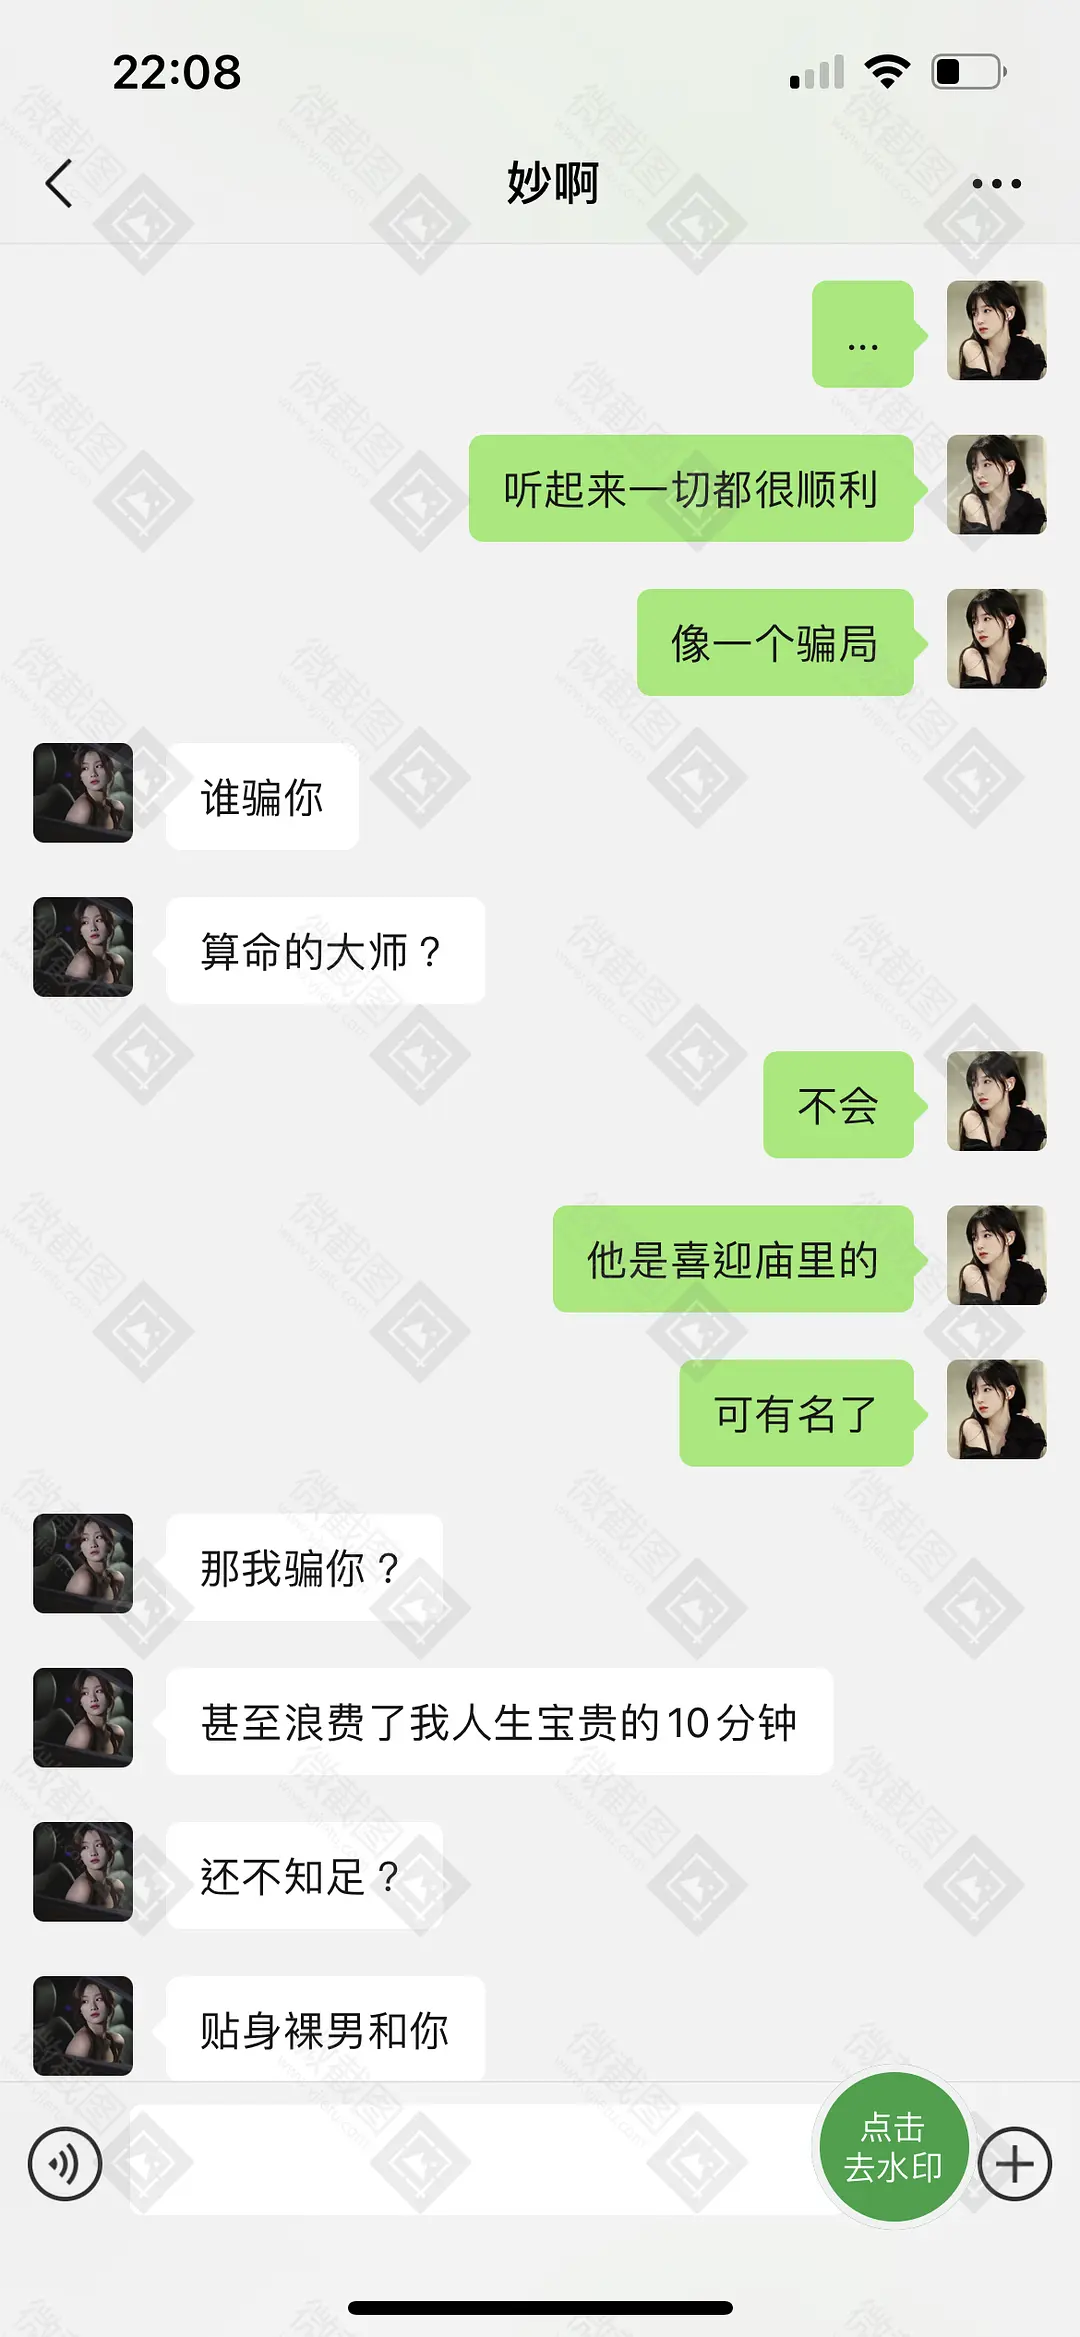 22:08
妙啊
...
听起来一切都很顺利
像一个骗局
谁骗你
算命的大师？
不会
他是喜迎庙里的
可有名了
那我骗你？
甚至浪费了我人生宝贵的10分钟
还不知足？
贴身裸男和你
点击
去水印
微截图